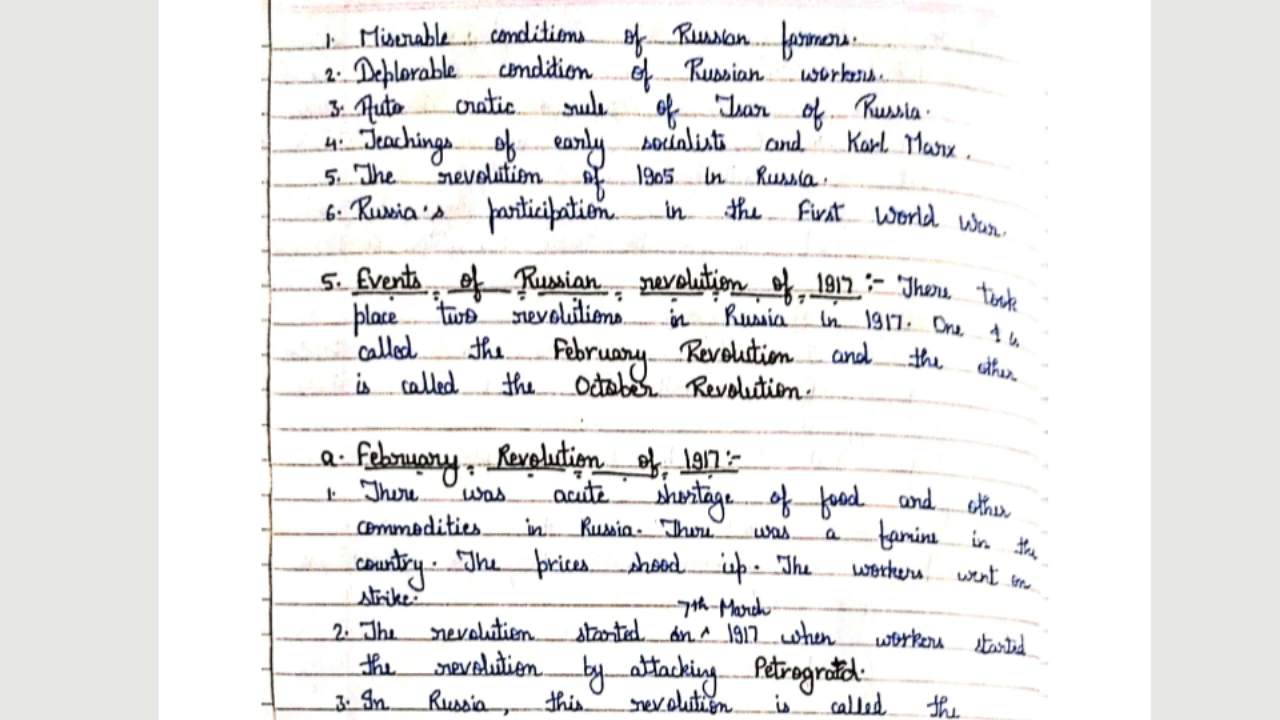 1. Miserable conditions of Russian farmers.
2. Deplorable condition of Russian workers.
3. Auto cratic rule of Tsar of Russia.
4. Teachings of early socialists and Karl Marx.
5. The revolution of 1905 in Russia.
6. Russia's participation in the First World War.
5. Events of Russian revolution of 1917 :- There took
place two revolutions in Russia in 1917. One is
called the February Revolution and the other
is called the October Revolution.
a. February Revolution of 1917:-
1. There was acute shortage of food and other
commodities in Russia. There was a famine in the
country. The prices shood up. The workers went on
strike.
7th March
2. The revolution started on ^ 1917 when workers started
the revolution by attacking Petrograd.
3. In Russia, this revolution is called the